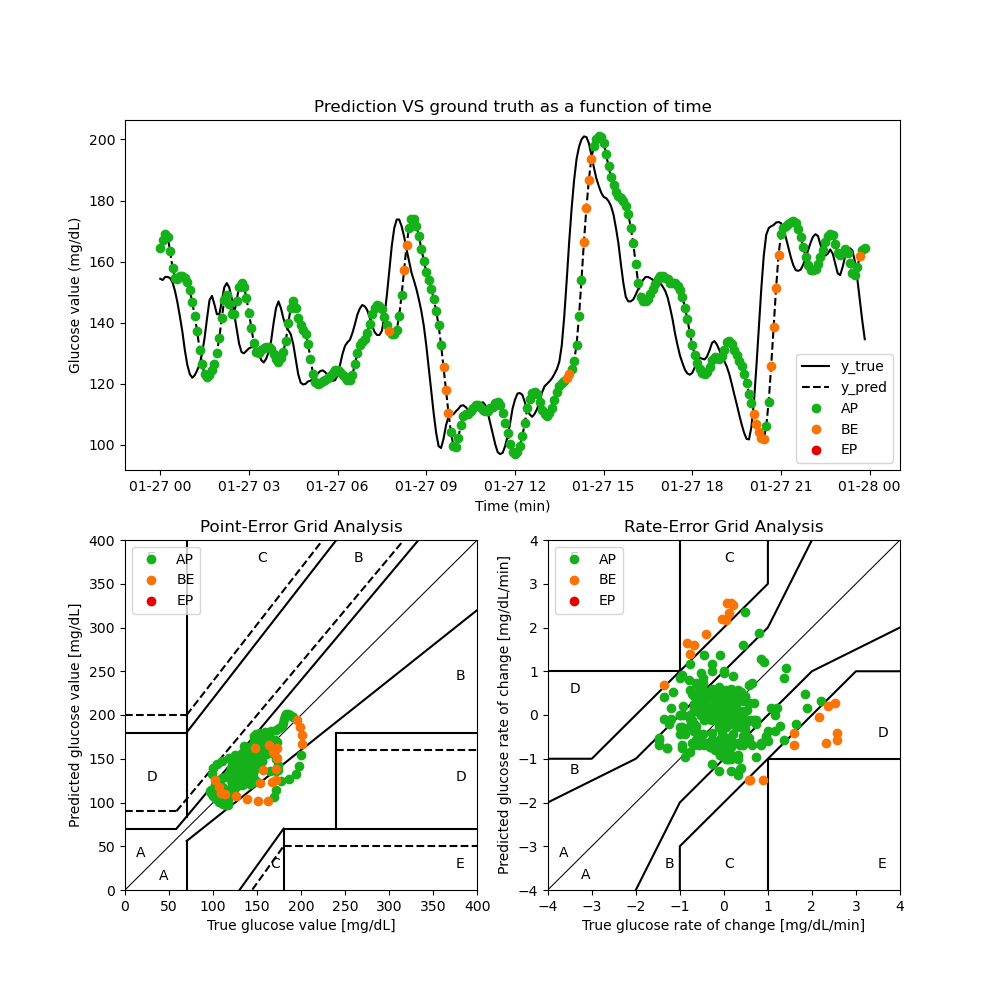 Prediction VS ground truth as a function of time
Glucose value (mg/dL)
200
180
160
140
120
100
y_true
y_pred
AP
BE
EP
01-27 00 01-27 03 01-27 06 01-27 09 01-27 12 01-27 15 01-27 18 01-27 21 01-28 00
Time (min)
Point-Error Grid Analysis
Predicted glucose value [mg/dL]
400
350
300
250
200
150
100
50
0
AP
BE
EP
C
B
B
D
D
A
A
C
E
0 50 100 150 200 250 300 350 400
True glucose value [mg/dL]
Rate-Error Grid Analysis
Predicted glucose rate of change [mg/dL/min]
4
3
2
1
0
−1
−2
−3
−4
AP
BE
EP
C
D
D
B
A
A
B
C
E
−4 −3 −2 −1 0 1 2 3 4
True glucose rate of change [mg/dL/min]